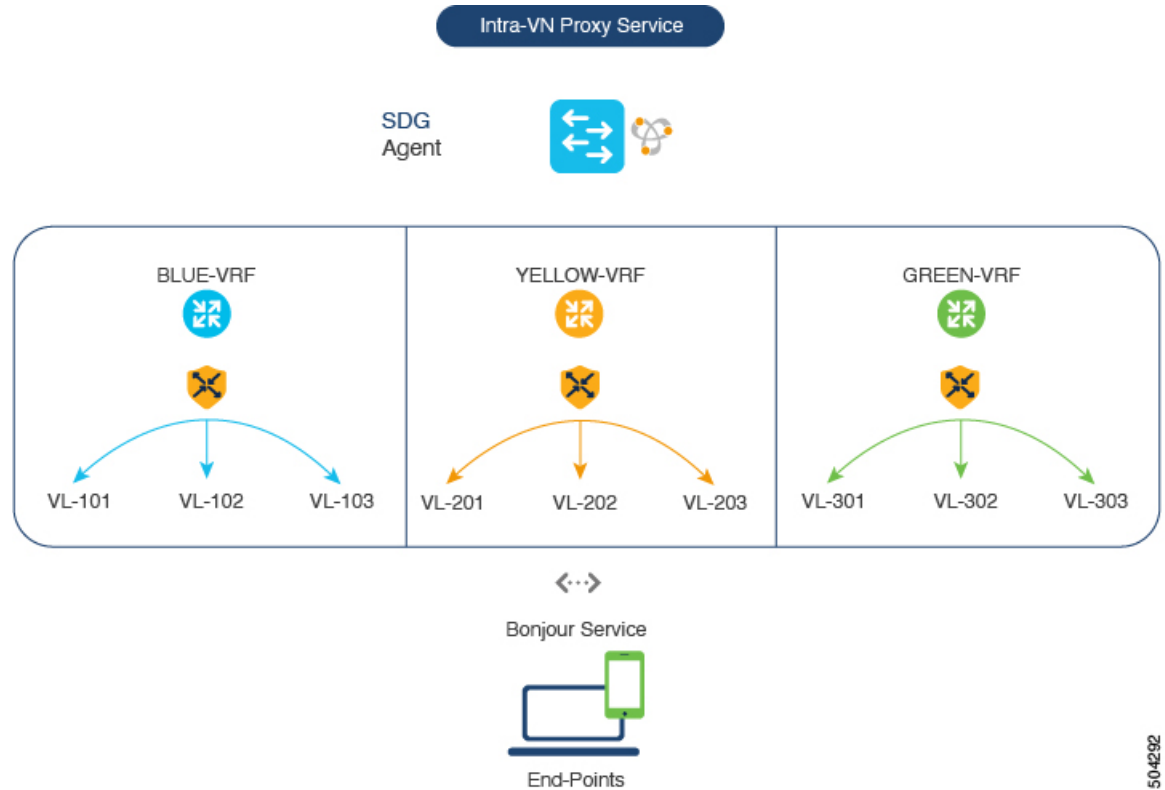 Intra-VN Proxy Service
SDG
Agent
BLUE-VRF
YELLOW-VRF
GREEN-VRF
VL-101
VL-102
VL-103
VL-201
VL-202
VL-203
VL-301
VL-302
VL-303
Bonjour Service
End-Points
504292